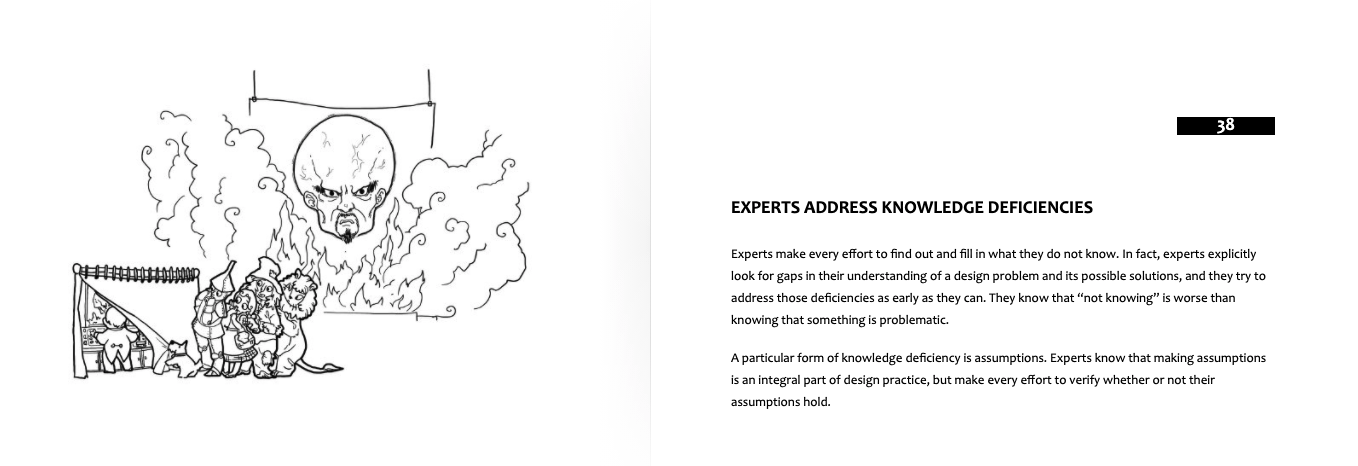 38
EXPERTS ADDRESS KNOWLEDGE DEFICIENCIES
Experts make every effort to find out and fill in what they do not know. In fact, experts explicitly
look for gaps in their understanding of a design problem and its possible solutions, and they try to
address those deficiencies as early as they can. They know that “not knowing” is worse than
knowing that something is problematic.
A particular form of knowledge deficiency is assumptions. Experts know that making assumptions
is an integral part of design practice, but make every effort to verify whether or not their
assumptions hold.